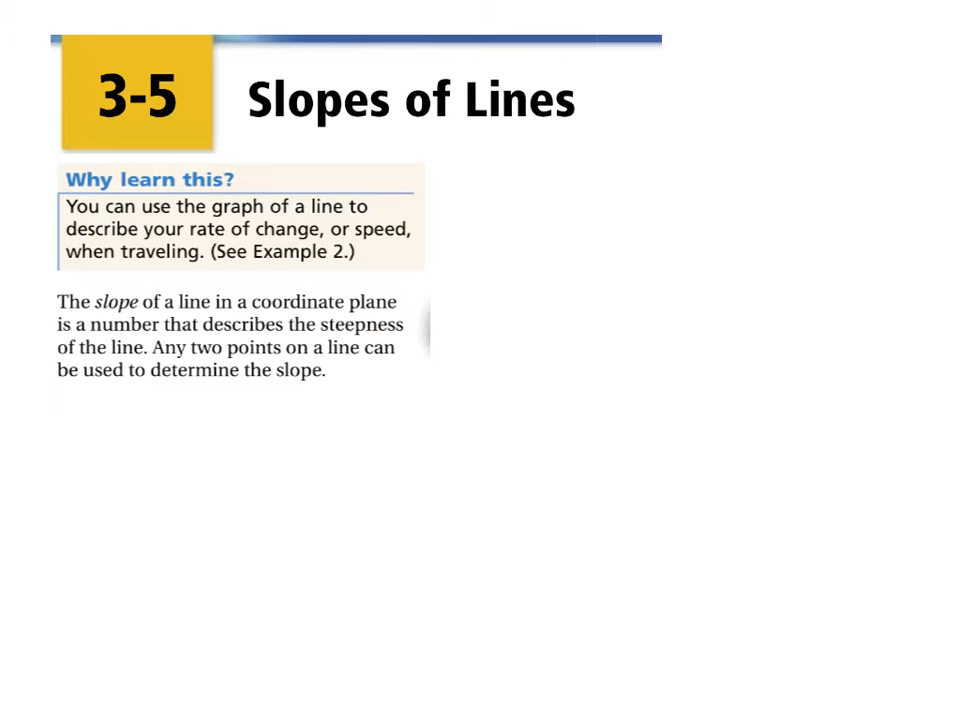 3-5 Slopes of Lines
Why learn this?
You can use the graph of a line to
describe your rate of change, or speed,
when traveling. (See Example 2.)
The slope of a line in a coordinate plane
is a number that describes the steepness
of the line. Any two points on a line can
be used to determine the slope.